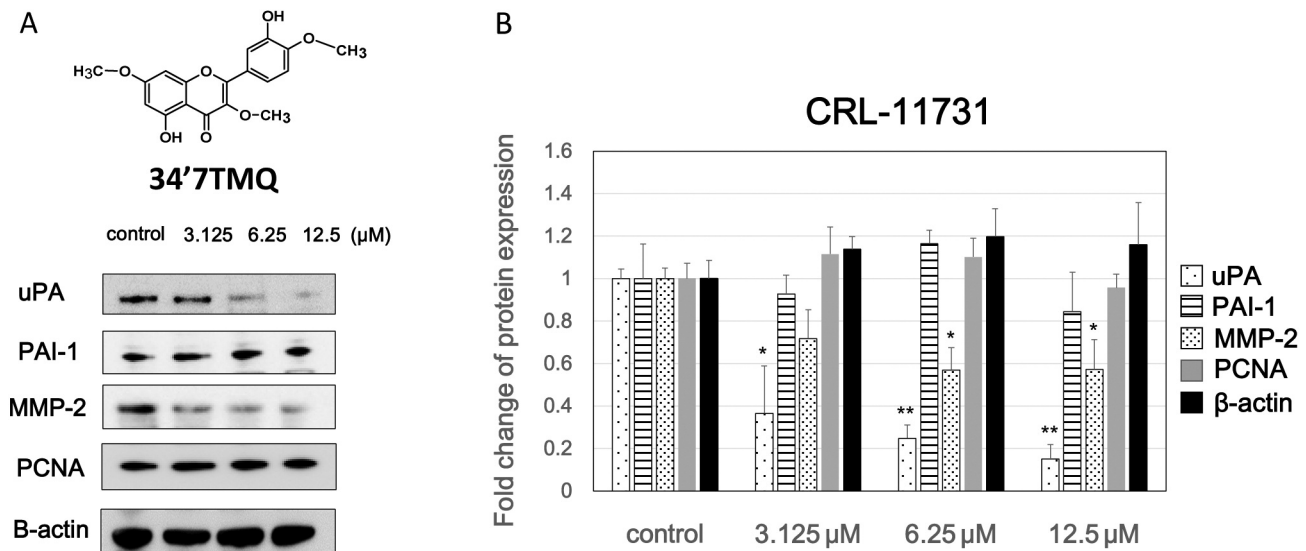 A
OH
O
CH3
H3C
O
O
O
CH3
OH
O
34'7TMQ
control 3.125 6.25 12.5 (µM)
uPA
PAI-1
MMP-2
PCNA
B-actin
B
CRL-11731
Fold change of protein expression
1.6
1.4
1.2
1
0.8
0.6
0.4
0.2
0
*
**
*
**
*
control 3.125 µM 6.25 µM 12.5 µM
uPA
PAI-1
MMP-2
PCNA
β-actin